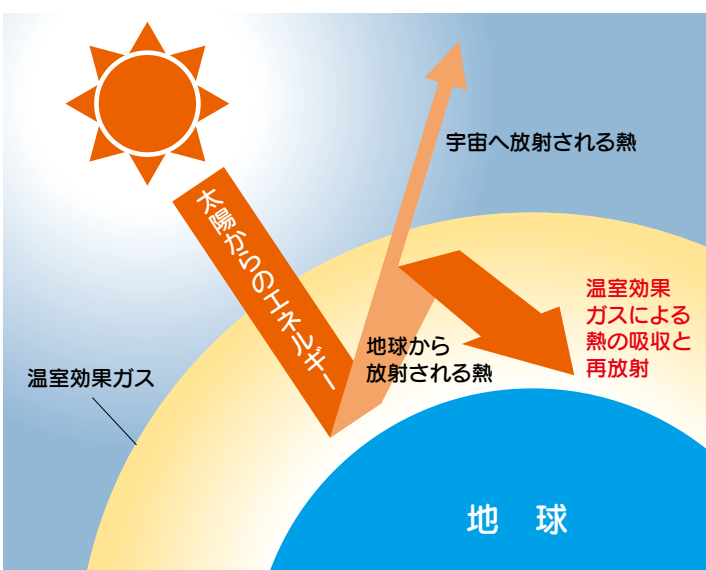 宇宙へ放射される熱
太陽からのエネルギー
温室効果
ガスによる
熱の吸収と
再放射
地球から
放射される熱
温室効果ガス
地 球